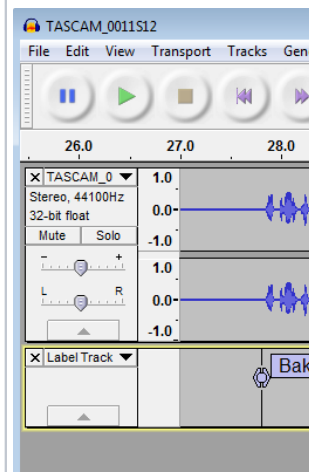 TASCAM_0011S12
File Edit View Transport Tracks Gen
26.0 27.0 28.0
TASCAM_0 1.0
Stereo, 44100Hz
32-bit float 0.0
Mute Solo -1.0
- + 1.0
L R 0.0
-1.0
Label Track
Bak